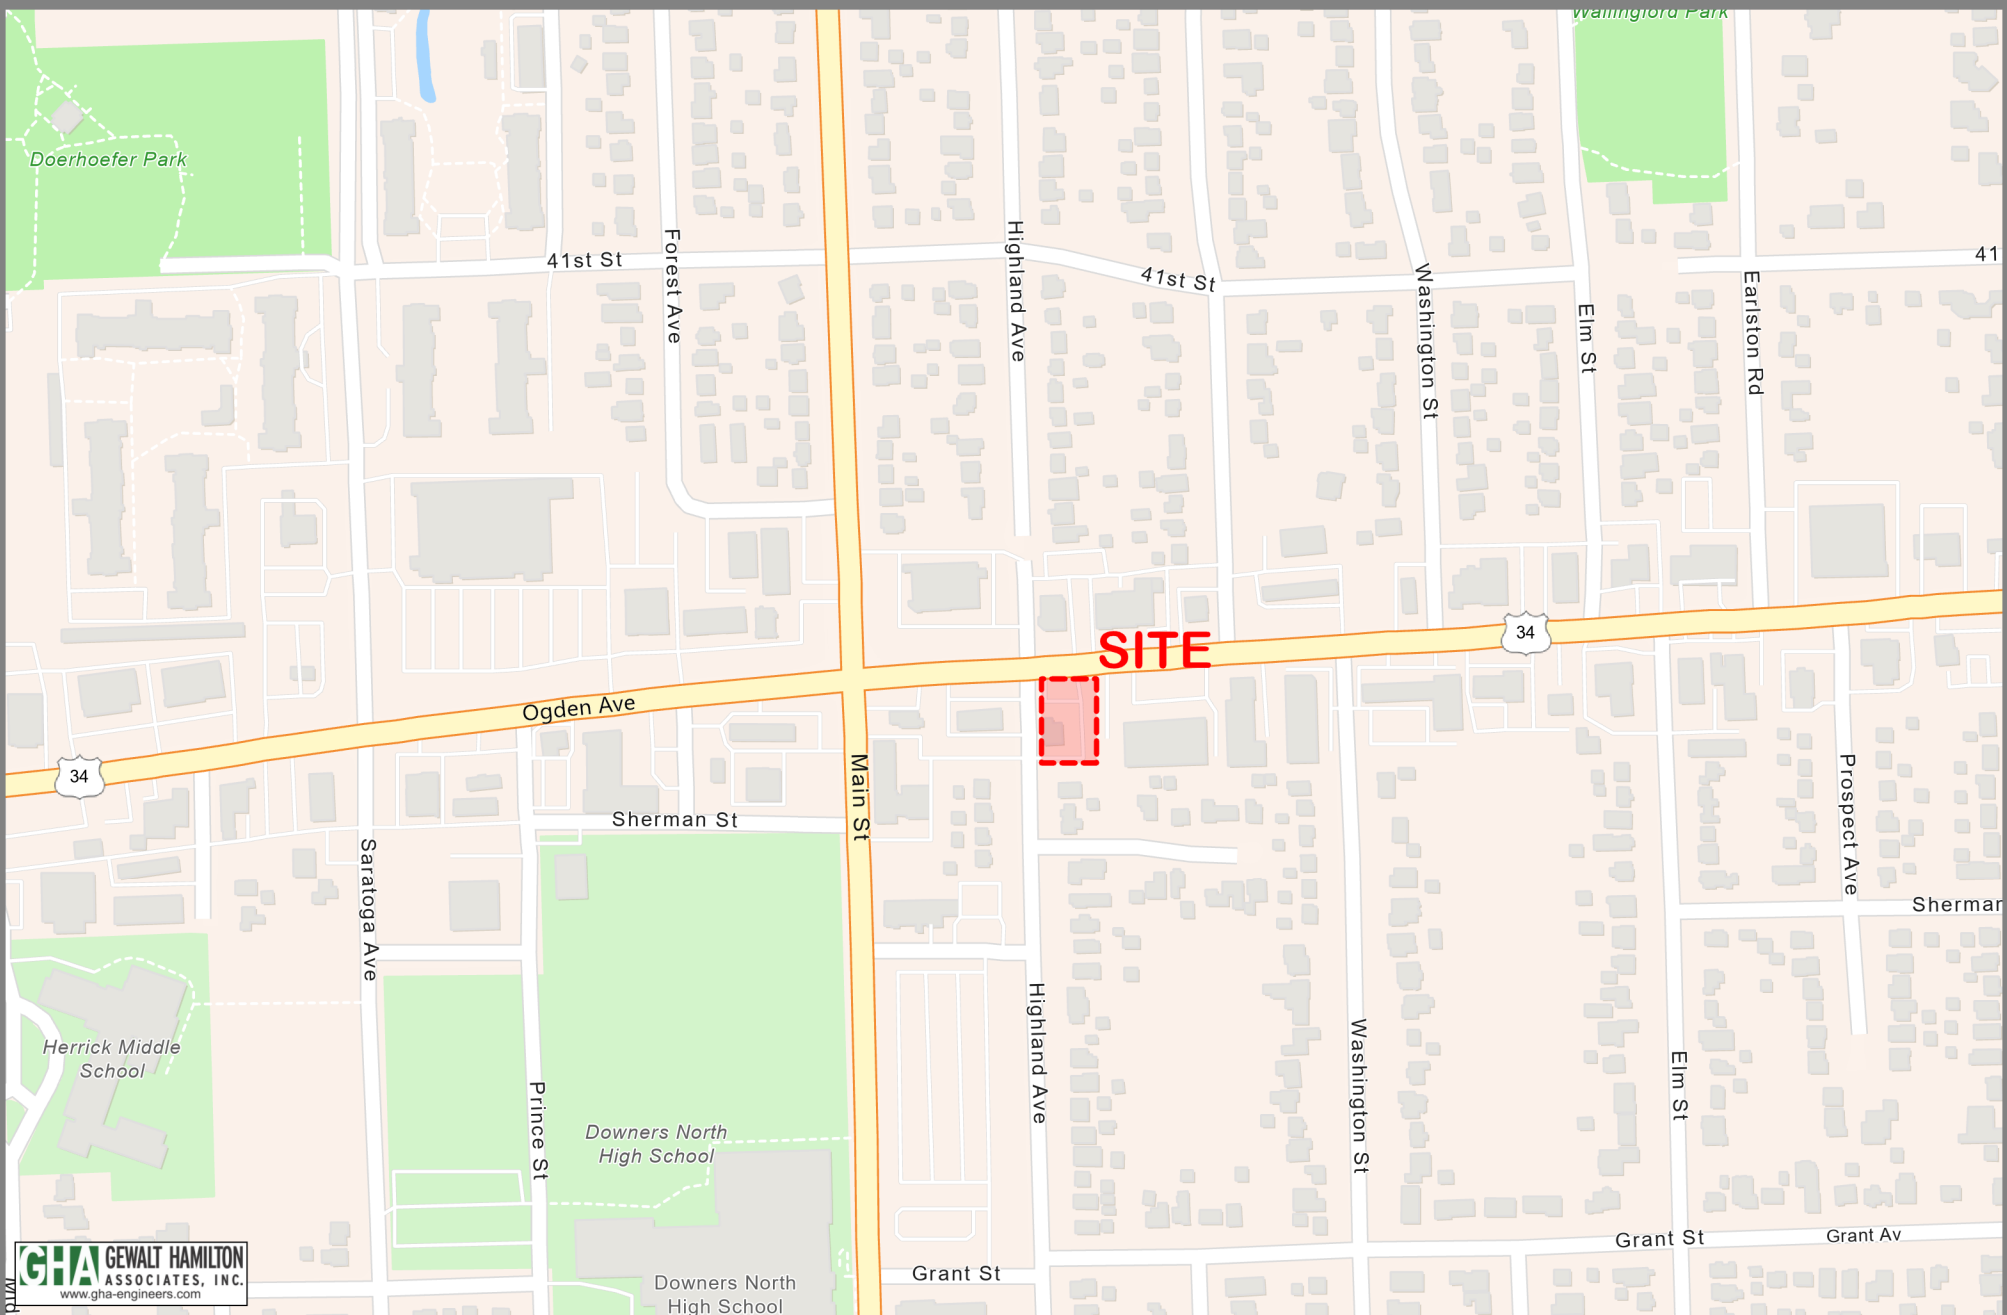 Wallingford Park
Doerhoefer Park
41st St
Forest Ave
Highland Ave
41st St
Washington St
Elm St
Earlston Rd
41
SITE
34
Ogden Ave
34
Main St
Sherman St
Saratoga Ave
Prospect Ave
Sherman
Herrick Middle
School
Prince St
Downers North
High School
Highland Ave
Washington St
Elm St
Grant St
Grant Av
Grant St
Downers North
High School
GHA GEWALT HAMILTON
ASSOCIATES, INC.
www.gha-engineers.com